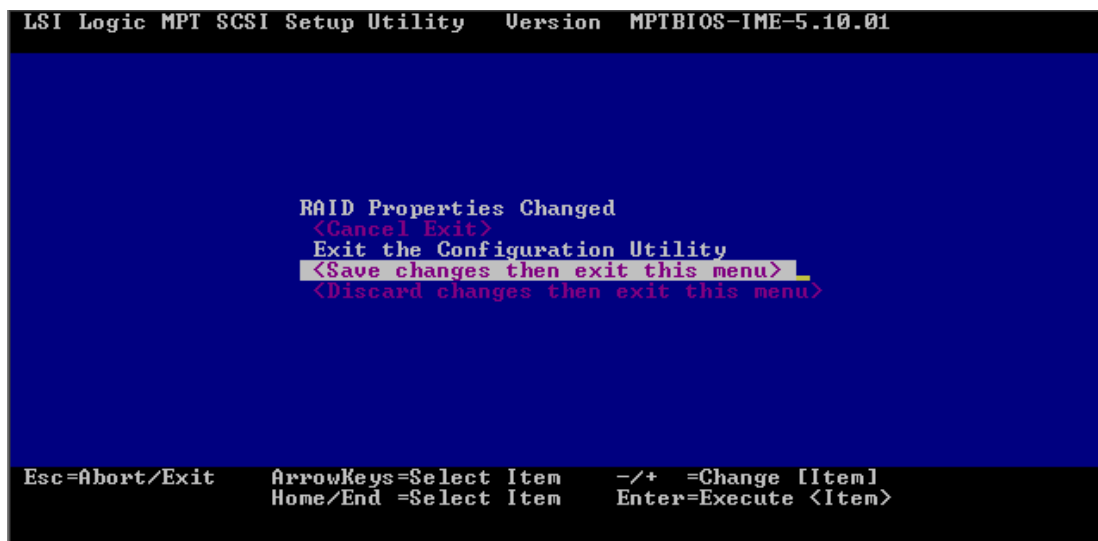 LSI Logic MPT SCSI Setup Utility Version MPTBIOS-IME-5.10.01
RAID Properties Changed
<Cancel Exit>
Exit the Configuration Utility
<Save changes then exit this menu>
<Discard changes then exit this menu>
Esc=Abort/Exit ArrowKeys=Select Item -/+ =Change [Item]
Home/End =Select Item Enter=Execute <Item>